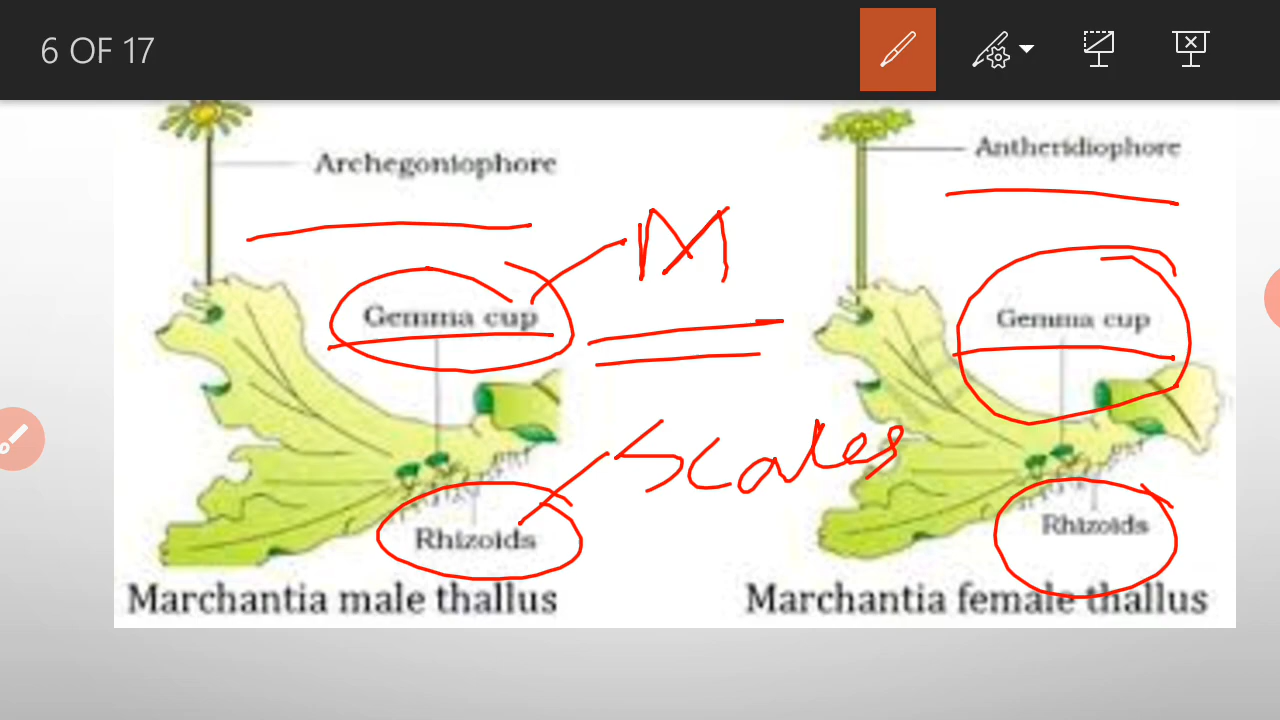 6 OF 17
Archegoniophore
Antheridiophore
M
Gemma cup
Gemma cup
Scales
Rhizoids
Rhizoids
Marchantia male thallus
Marchantia female thallus